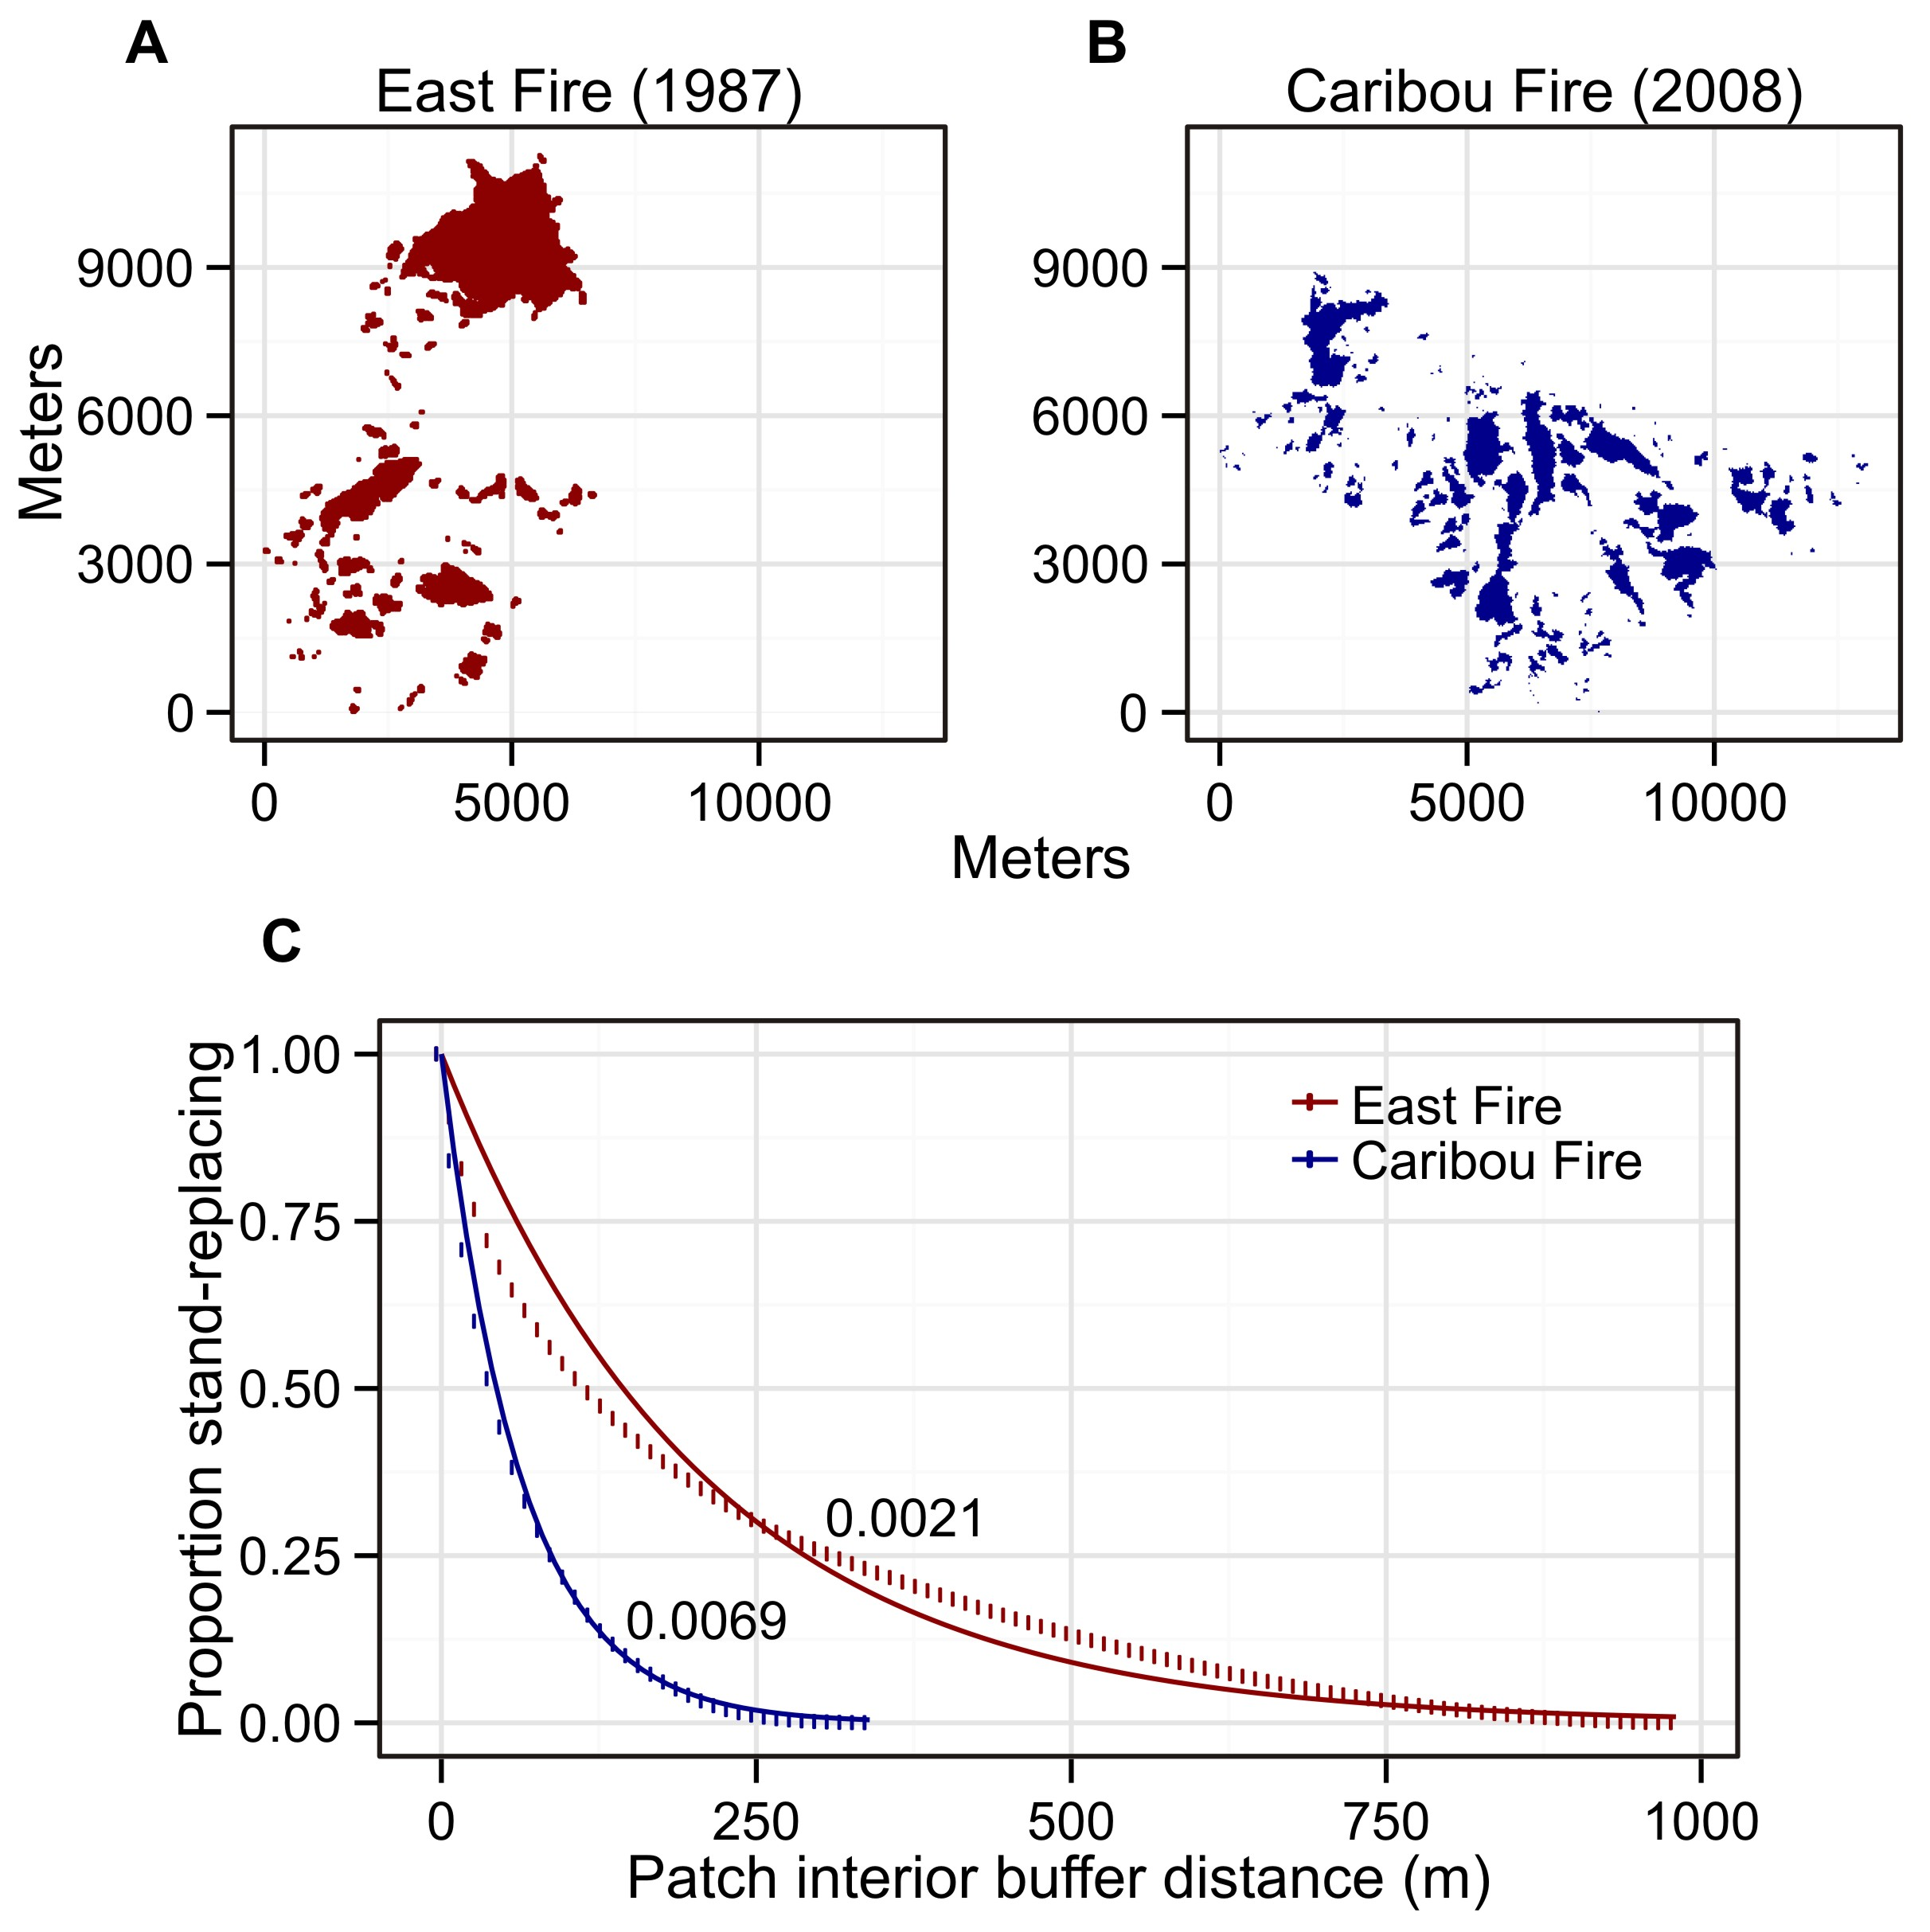 A
East Fire (1987)
B
Caribou Fire (2008)
Meters
9000
6000
3000
0
0
5000
10000
9000
6000
3000
0
0
5000
10000
Meters
C
Proportion stand-replacing
1.00
0.75
0.50
0.25
0.00
East Fire
Caribou Fire
0.0021
0.0069
0
250
500
750
1000
Patch interior buffer distance (m)